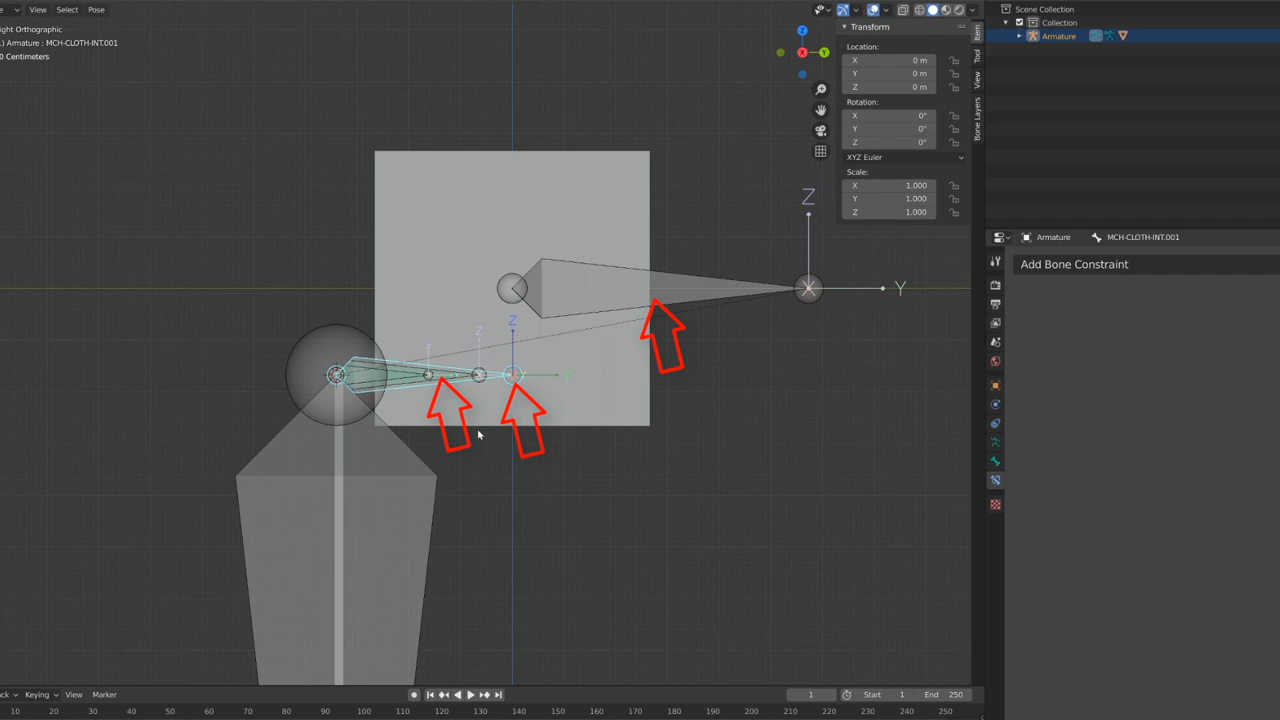 View Select Pose
ight Orthographic
) Armature : MCH-CLOTH-INT.001
0 Centimeters
Z
X
Y
Transform
Location:
X 0 m
Y 0 m
Z 0 m
Rotation:
X 0°
Y 0°
Z 0°
XYZ Euler
Scale:
X 1.000
Y 1.000
Z 1.000
Item
Tool
View
Bone Layers
Z
Y
Z
Z
Z
Y
Scene Collection
Collection
Armature
Armature MCH-CLOTH-INT.001
Add Bone Constraint
ack Keying View Marker
1 Start 1 End 250
10 20 30 40 50 60 70 80 90 100 110 120 130 140 150 160 170 180 190 200 210 220 230 240 250